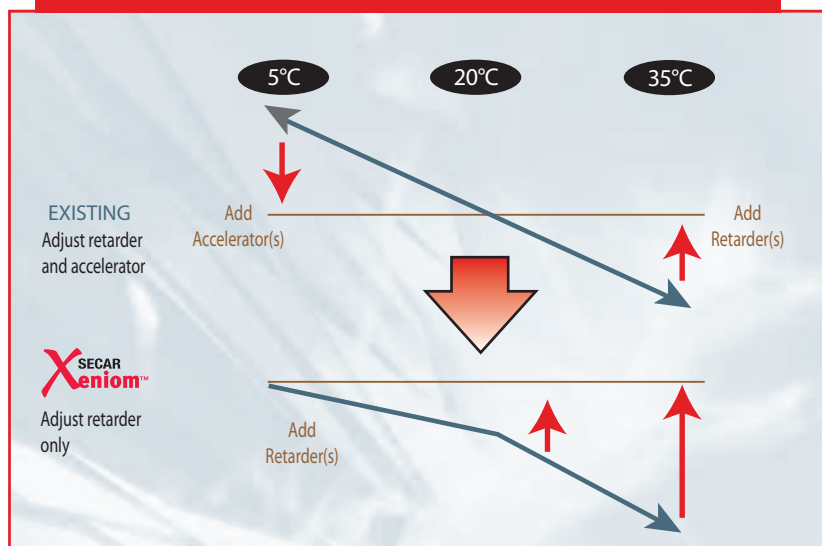 5°C
20°C
35°C
EXISTING
Adjust retarder
and accelerator
Add
Accelerator(s)
Add
Retarder(s)
SECAR
Xeniom™
Adjust retarder
only
Add
Retarder(s)